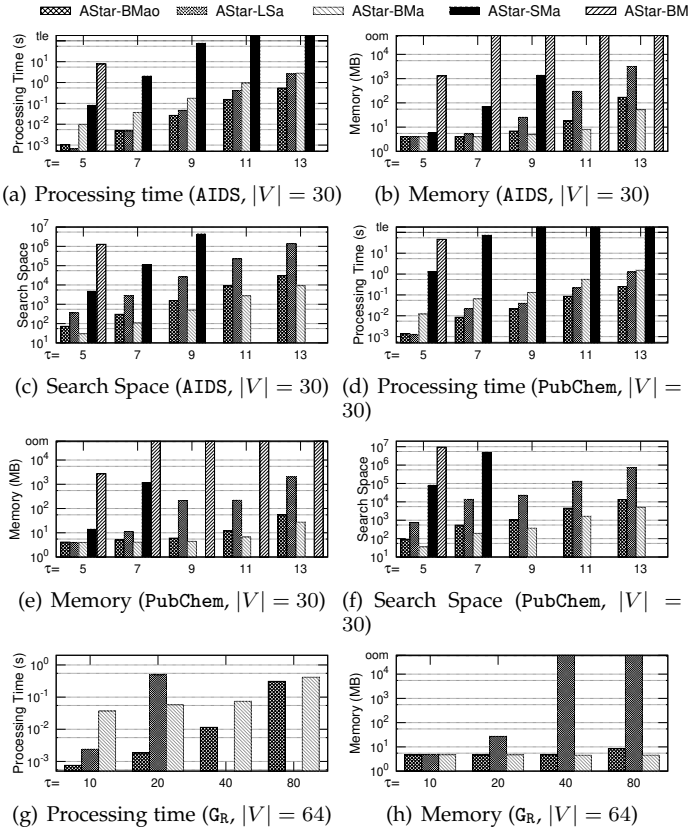 AStar-BMao AStar-LSa AStar-BMa AStar-SMa AStar-BM
Processing Time (s)
tle
10^1
10^0
10^-1
10^-2
10^-3
τ= 5 7 9 11 13
(a) Processing time (AIDS, |V| = 30)
Memory (MB)
oom
10^4
10^3
10^2
10^1
10^0
τ= 5 7 9 11 13
(b) Memory (AIDS, |V| = 30)
Search Space
10^7
10^6
10^5
10^4
10^3
10^2
10^1
τ= 5 7 9 11 13
(c) Search Space (AIDS, |V| = 30)
Processing Time (s)
tle
10^1
10^0
10^-1
10^-2
10^-3
τ= 5 7 9 11 13
(d) Processing time (PubChem, |V| =
30)
Memory (MB)
oom
10^4
10^3
10^2
10^1
10^0
τ= 5 7 9 11 13
(e) Memory (PubChem, |V| = 30)
Search Space
10^7
10^6
10^5
10^4
10^3
10^2
10^1
τ= 5 7 9 11 13
(f) Search Space (PubChem, |V| =
30)
Processing Time (s)
10^0
10^-1
10^-2
10^-3
τ= 10 20 40 80
(g) Processing time (G_R, |V| = 64)
Memory (MB)
oom
10^4
10^3
10^2
10^1
10^0
τ= 10 20 40 80
(h) Memory (G_R, |V| = 64)